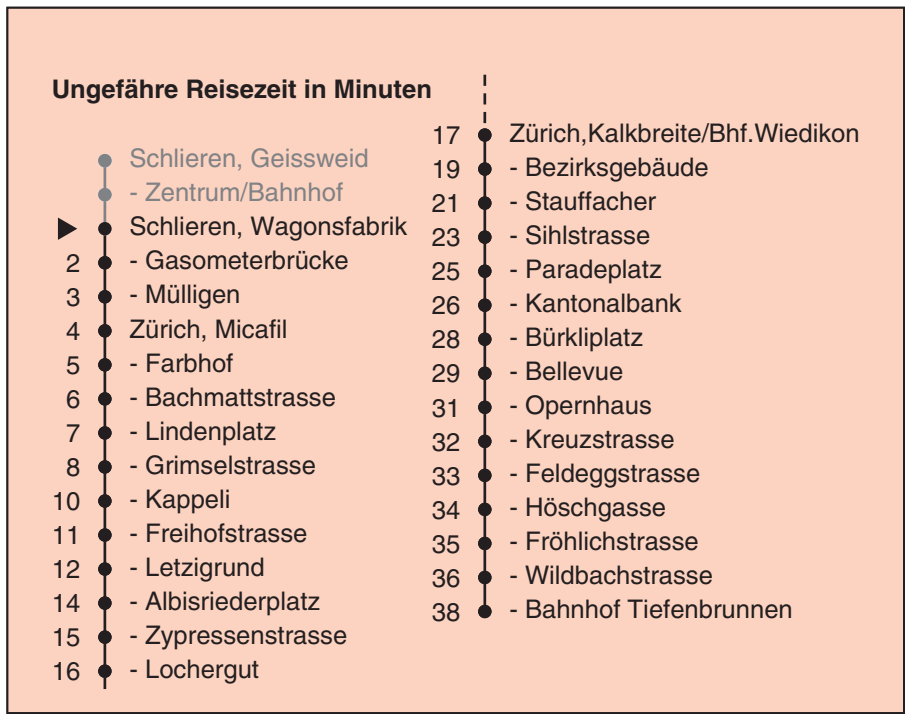 Ungefähre Reisezeit in Minuten
Schlieren, Geissweid
- Zentrum/Bahnhof
Schlieren, Wagonsfabrik
2 - Gasometerbrücke
3 - Mülligen
4 Zürich, Micafil
5 - Farbhof
6 - Bachmattstrasse
7 - Lindenplatz
8 - Grimselstrasse
10 - Kappeli
11 - Freihofstrasse
12 - Letzigrund
14 - Albisriederplatz
15 - Zypressenstrasse
16 - Lochergut
17 Zürich,Kalkbreite/Bhf.Wiedikon
19 - Bezirksgebäude
21 - Stauffacher
23 - Sihlstrasse
25 - Paradeplatz
26 - Kantonalbank
28 - Bürkliplatz
29 - Bellevue
31 - Opernhaus
32 - Kreuzstrasse
33 - Feldeggstrasse
34 - Höschgasse
35 - Fröhlichstrasse
36 - Wildbachstrasse
38 - Bahnhof Tiefenbrunnen